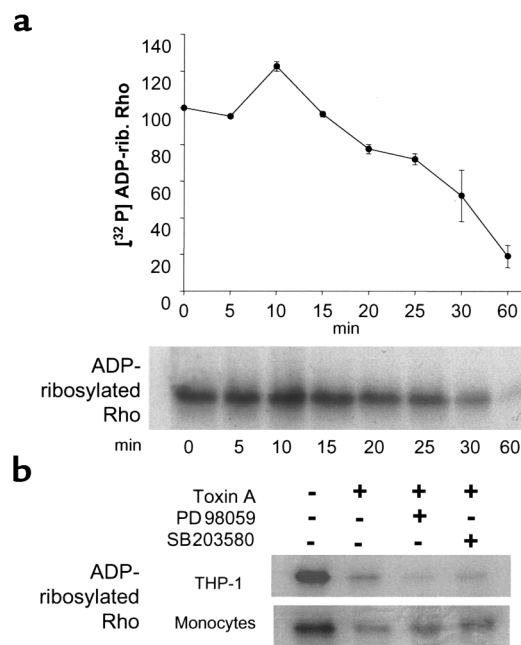 a
140
120
100
80
60
40
20
0
[32 P] ADP-rib. Rho
0 5 10 15 20 25 30 60
min
ADP-
ribosylated
Rho
min 0 5 10 15 20 25 30 60
b
Toxin A - + + +
PD 98059 - - + -
SB203580 - - - +
ADP-
ribosylated
Rho
THP-1
Monocytes